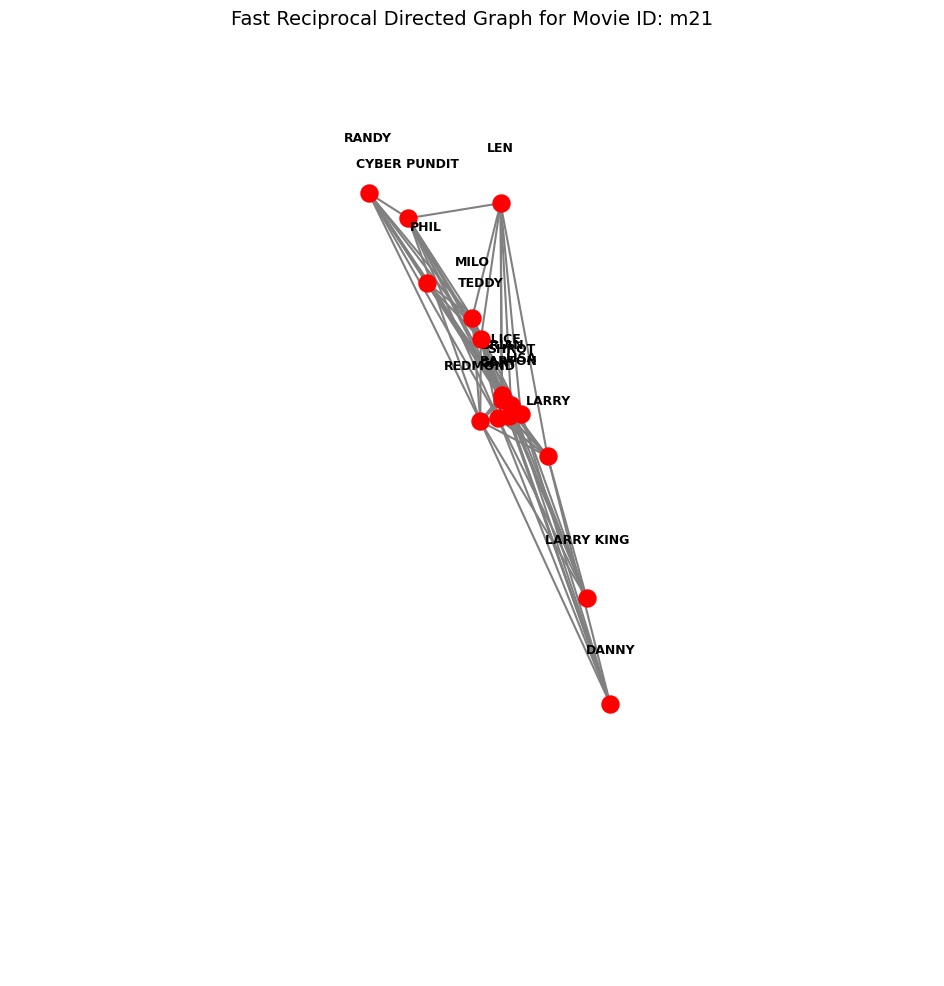 Fast Reciprocal Directed Graph for Movie ID: m21
RANDY
LEN
CYBER PUNDIT
PHIL
MILO
TEDDY
SHROT
REDMOND
LARRY
LARRY KING
DANNY